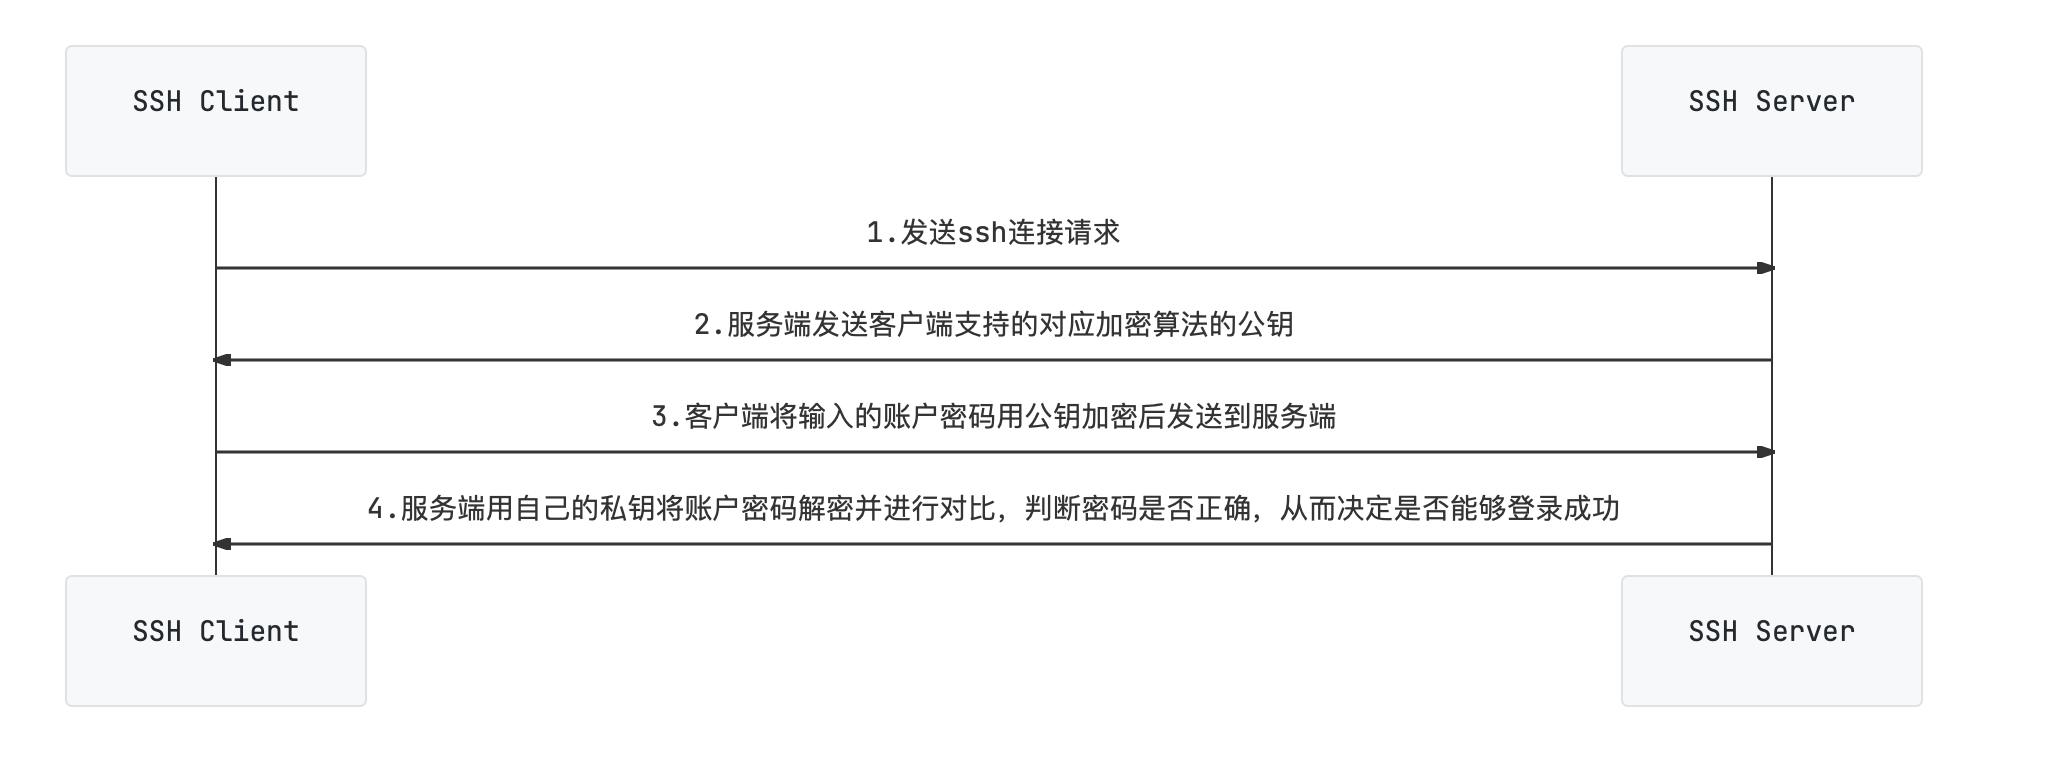 SSH Client
SSH Server
1.发送ssh连接请求
2.服务端发送客户端支持的对应加密算法的公钥
3.客户端将输入的账户密码用公钥加密后发送到服务端
4.服务端用自己的私钥将账户密码解密并进行对比，判断密码是否正确，从而决定是否能够登录成功
SSH Client
SSH Server